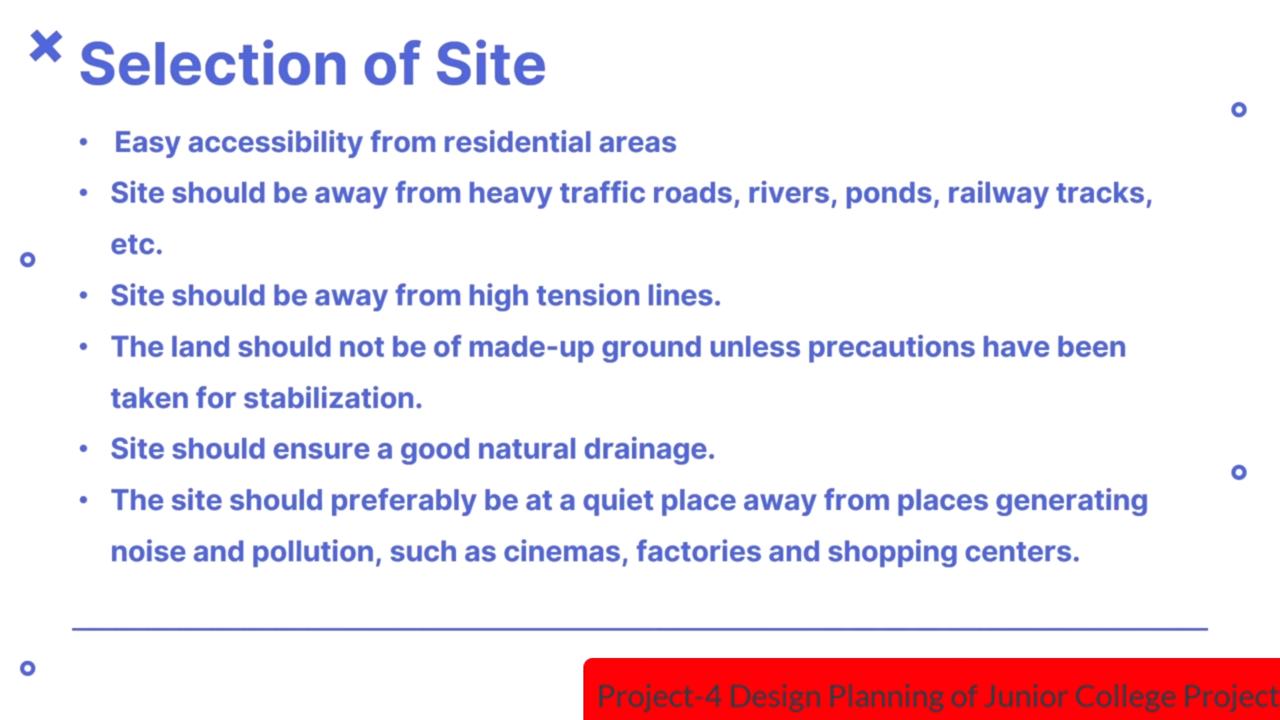 Selection of Site
• Easy accessibility from residential areas
• Site should be away from heavy traffic roads, rivers, ponds, railway tracks,
etc.
• Site should be away from high tension lines.
• The land should not be of made-up ground unless precautions have been
taken for stabilization.
• Site should ensure a good natural drainage.
• The site should preferably be at a quiet place away from places generating
noise and pollution, such as cinemas, factories and shopping centers.
Project-4 Design Planning of Junior College Project